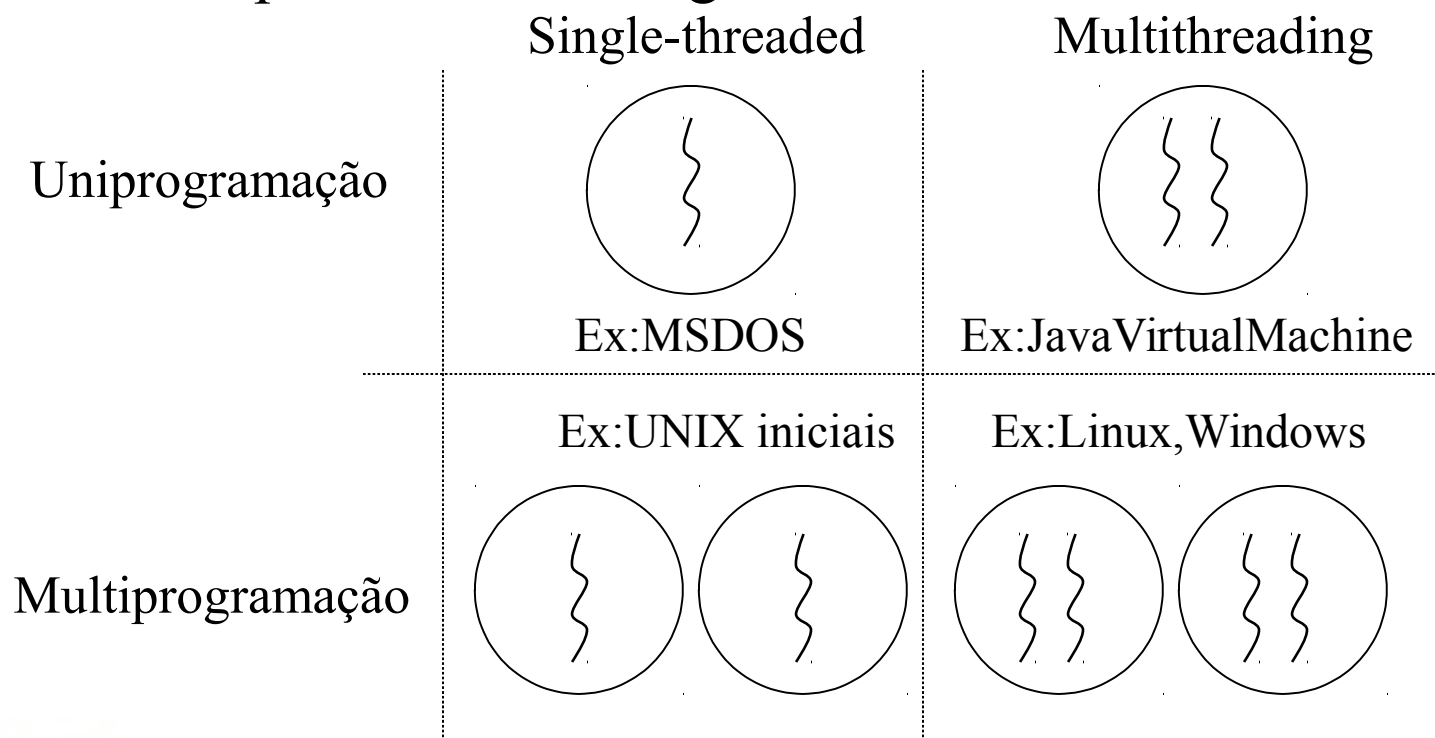 Single-threaded Multithreading
Uniprogramação
Ex:MSDOS Ex:JavaVirtualMachine
Ex:UNIX iniciais Ex:Linux,Windows
Multiprogramação